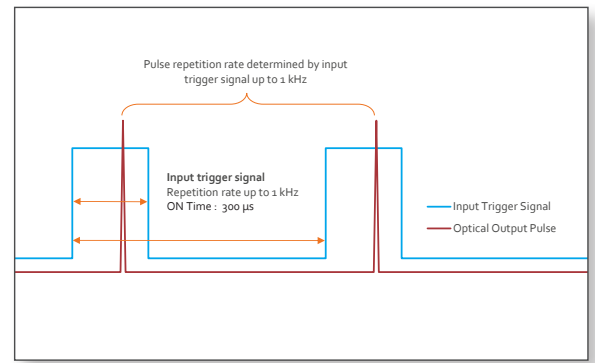 Pulse repetition rate determined by input
trigger signal up to 1 kHz
Input trigger signal
Repetition rate up to 1 kHz
ON Time : 300 µs
Input Trigger Signal
Optical Output Pulse